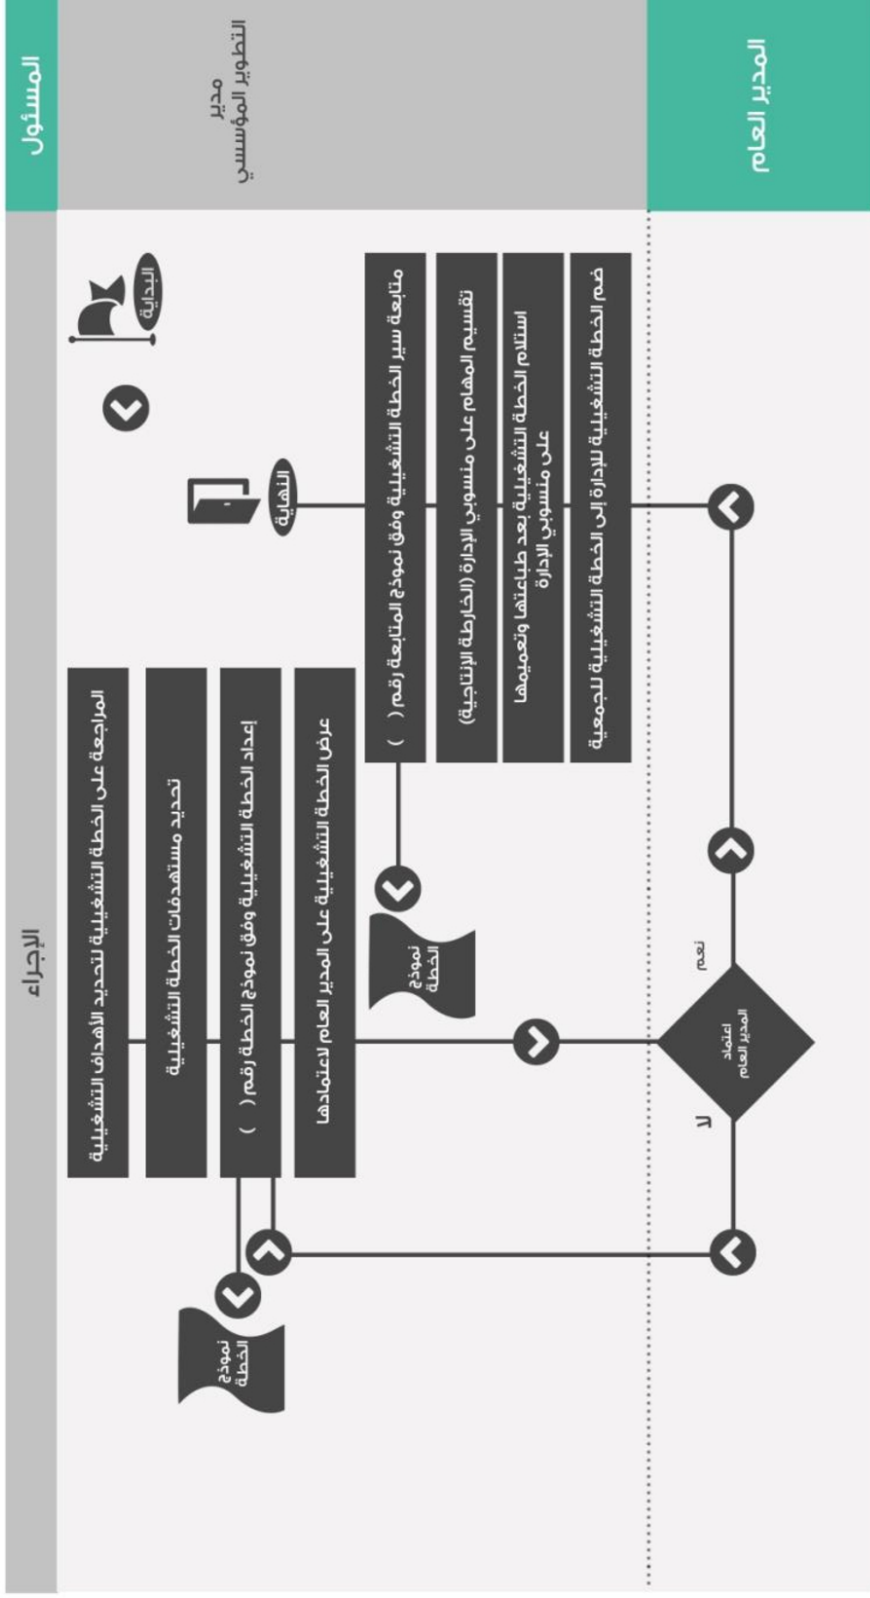 المسئول
الإجراء
مدير
التطوير المؤسسي
البداية
المراجعة على الخطة التشغيلية لتحديد الأهداف التشغيلية
تحديد مستهدفات الخطة التشغيلية
إعداد الخطة التشغيلية وفق نموذج الخطة رقم (    )
نموذج
الخطة
عرض الخطة التشغيلية على المدير العام لاعتمادها
النهاية
متابعة سير الخطة التشغيلية وفق نموذج المتابعة رقم (    )
نموذج
الخطة
تقسيم المهام على منسوبي الإدارة (الخارطة الإنتاجية)
استلام الخطة التشغيلية بعد طباعتها وتعميمها
على منسوبي الإدارة
ضم الخطة التشغيلية للإدارة إلى الخطة التشغيلية للجمعية
المدير العام
نعم
اعتماد
المدير العام
لا